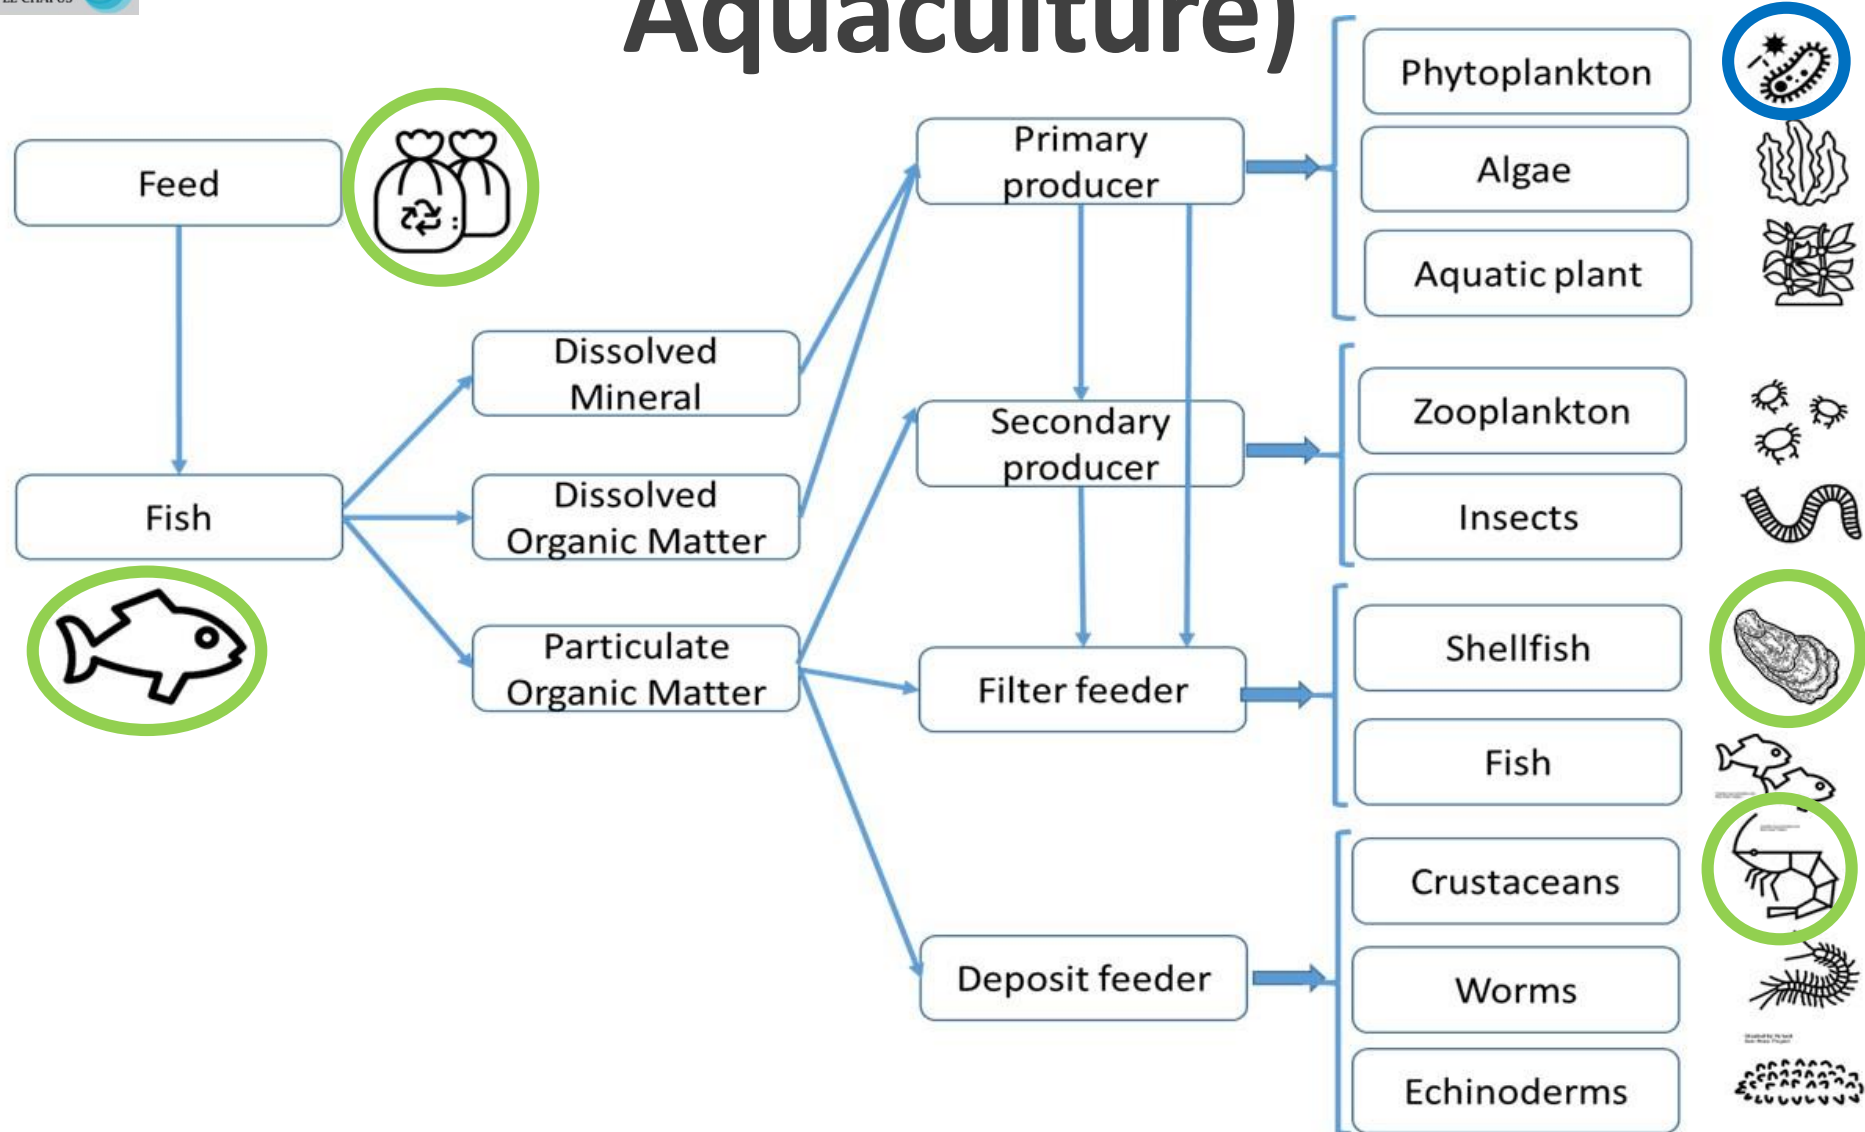 Aquaculture)
Feed
Fish
Dissolved
Mineral
Dissolved
Organic Matter
Particulate
Organic Matter
Primary
producer
Secondary
producer
Filter feeder
Deposit feeder
Phytoplankton
Algae
Aquatic plant
Zooplankton
Insects
Shellfish
Fish
Crustaceans
Worms
Echinoderms